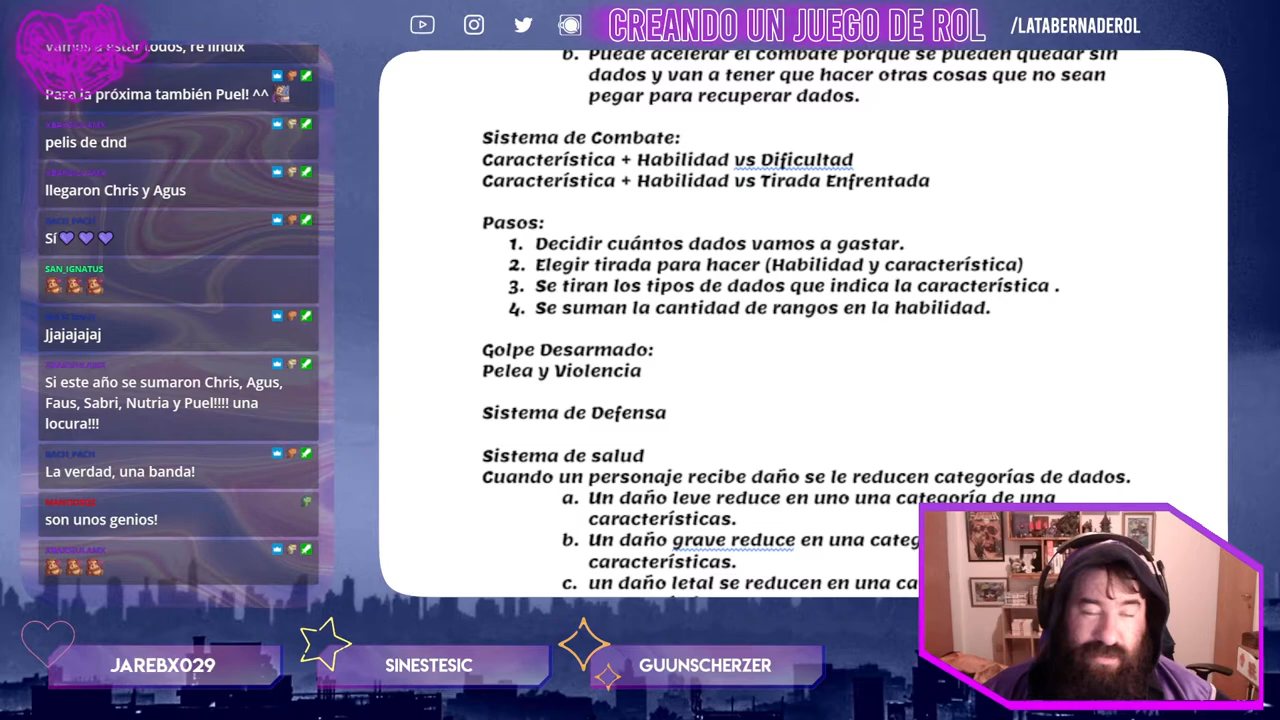 CREANDO UN JUEGO DE ROL
/LATABERNADEROL
Vamos a estar todos, re lindix
Para la próxima también Puel! ^^
pelis de dnd
llegaron Chris y Agus
Sí💜💜💜
SAN_IGNATUS
Jjajajajaj
Si este año se sumaron Chris, Agus,
Faus, Sabri, Nutria y Puel!!!! una
locura!!!
La verdad, una banda!
son unos genios!
b. Puede acelerar el combate porque se pueden quedar sin
dados y van a tener que hacer otras cosas que no sean
pegar para recuperar dados.
Sistema de Combate:
Característica + Habilidad vs Dificultad
Característica + Habilidad vs Tirada Enfrentada
Pasos:
1. Decidir cuántos dados vamos a gastar.
2. Elegir tirada para hacer (Habilidad y característica)
3. Se tiran los tipos de dados que indica la característica .
4. Se suman la cantidad de rangos en la habilidad.
Golpe Desarmado:
Pelea y Violencia
Sistema de Defensa
Sistema de salud
Cuando un personaje recibe daño se le reducen categorías de dados.
a. Un daño leve reduce en uno una categoría de una
características.
b. Un daño grave reduce en una categ
características.
c. un daño letal se reducen en una ca
JAREBX029
SINESTESIC
GUUNSCHERZER